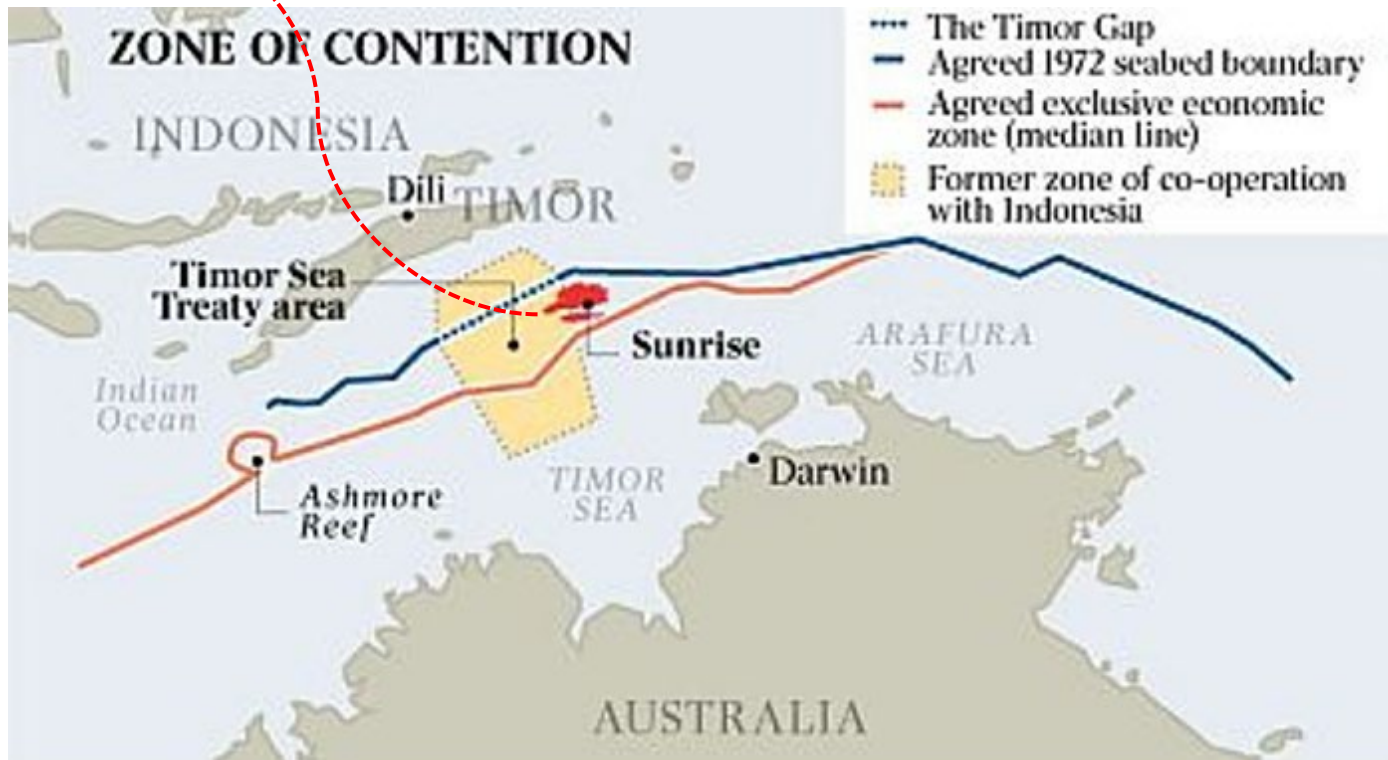 ZONE OF CONTENTION
The Timor Gap
Agreed 1972 seabed boundary
Agreed exclusive economic
zone (median line)
Former zone of co-operation
with Indonesia
INDONESIA
Dili
TIMOR
Timor Sea
Treaty area
Sunrise
ARAFURA
SEA
Indian
Ocean
Ashmore
Reef
TIMOR
SEA
Darwin
AUSTRALIA